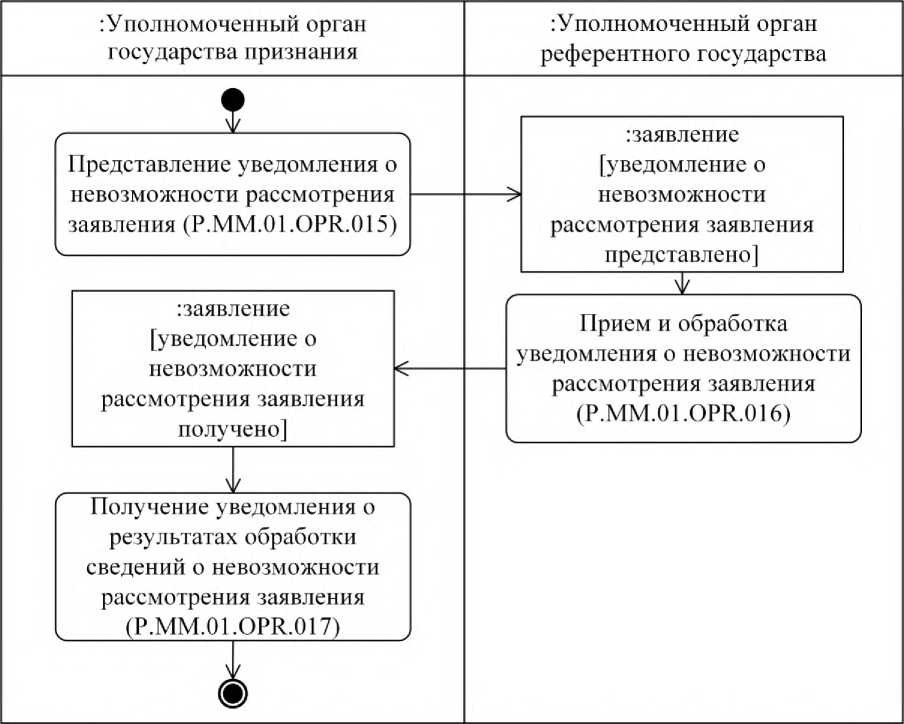 :Уполномоченный орган
государства признания
:Уполномоченный орган
референтного государства
Представление уведомления о
невозможности рассмотрения
заявления (P.MM.01.OPR.015)
:заявление
[уведомление о
невозможности
рассмотрения заявления
представлено]
Прием и обработка
уведомления о невозможности
рассмотрения заявления
(P.MM.01.OPR.016)
:заявление
[уведомление о
невозможности
рассмотрения заявления
получено]
Получение уведомления о
результатах обработки
сведений о невозможности
рассмотрения заявления
(P.MM.01.OPR.017)